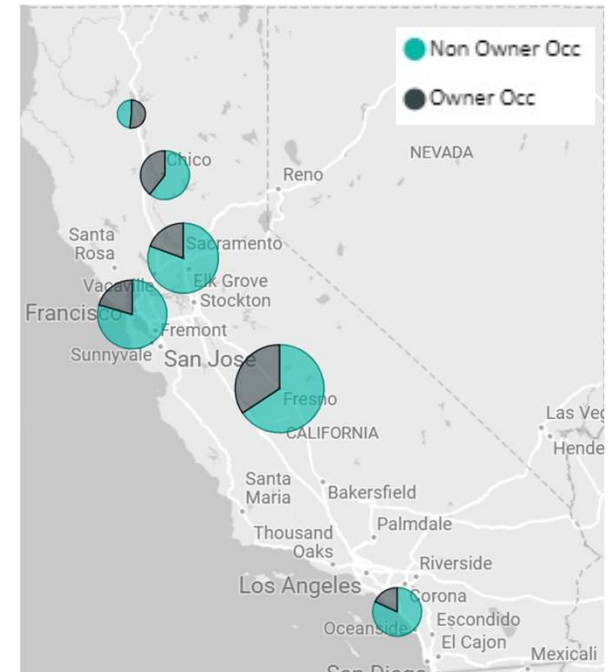 Non Owner Occ
Owner Occ
NEVADA
Chico
Reno
Santa
Rosa
Sacramento
Vacaville
Elk Grove
Stockton
Francisco
Fremont
Sunnyvale
San Jose
Fresno
CALIFORNIA
Las Veg
Hende
Santa
Maria
Bakersfield
Palmdale
Thousand
Oaks
Riverside
Los Angeles
Corona
Escondido
Oceanside
El Cajon
Mexicali
San Diego